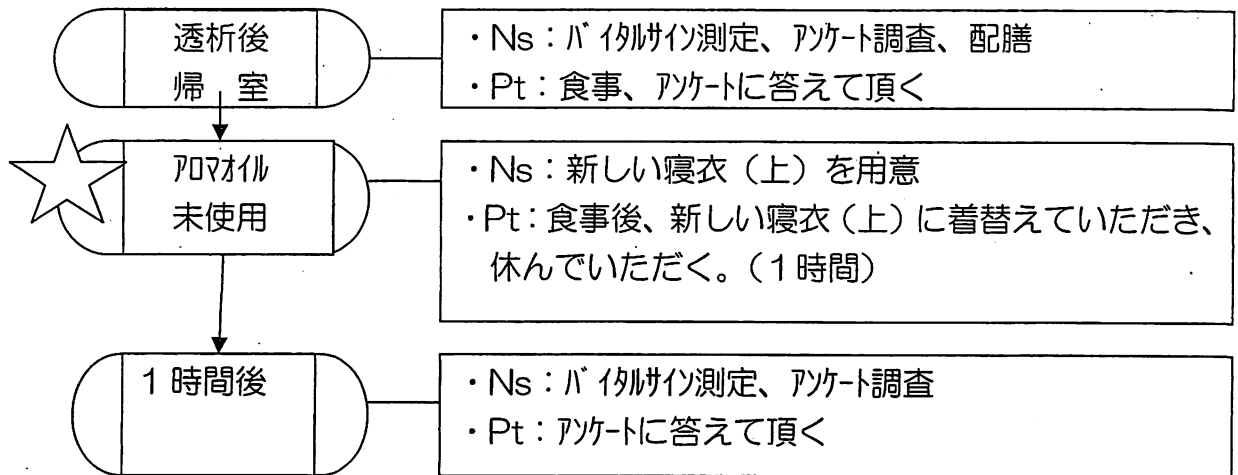 透析後
帰 室
・Ns：ﾊﾞｲﾀﾙｻｲﾝ測定、ｱﾝｹｰﾄ調査、配膳
・Pt：食事、ｱﾝｹｰﾄに答えて頂く
ｱﾛﾏｵｲﾙ
未使用
・Ns：新しい寝衣（上）を用意
・Pt：食事後、新しい寝衣（上）に着替えていただき、
休んでいただく。（１時間）
１時間後
・Ns：ﾊﾞｲﾀﾙｻｲﾝ測定、ｱﾝｹｰﾄ調査
・Pt：ｱﾝｹｰﾄに答えて頂く